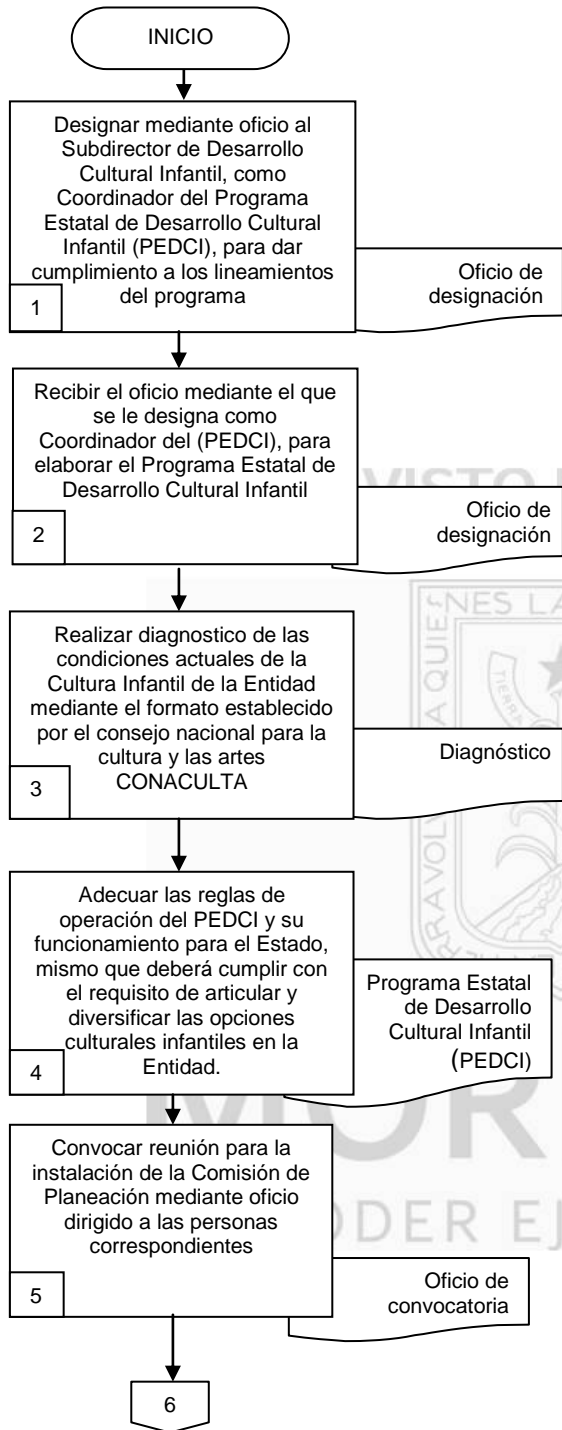 INICIO
Designar mediante oficio al
Subdirector de Desarrollo
Cultural Infantil, como
Coordinador del Programa
Estatal de Desarrollo Cultural
Infantil (PEDCI), para dar
cumplimiento a los lineamientos
del programa
1
Oficio de
designación
Recibir el oficio mediante el que
se le designa como
Coordinador del (PEDCI), para
elaborar el Programa Estatal de
Desarrollo Cultural Infantil
2
Oficio de
designación
VISTO
Realizar diagnostico de las
condiciones actuales de la
Cultura Infantil de la Entidad
mediante el formato establecido
por el consejo nacional para la
cultura y las artes
CONACULTA
3
Diagnóstico
Adecuar las reglas de
operación del PEDCI y su
funcionamiento para el Estado,
mismo que deberá cumplir con
el requisito de articular y
diversificar las opciones
culturales infantiles en la
Entidad.
4
Programa Estatal
de Desarrollo
Cultural Infantil
(PEDCI)
MOR
Convocar reunión para la
instalación de la Comisión de
Planeación mediante oficio
dirigido a las personas
correspondientes
5
Oficio de
convocatoria
DER EJ
6